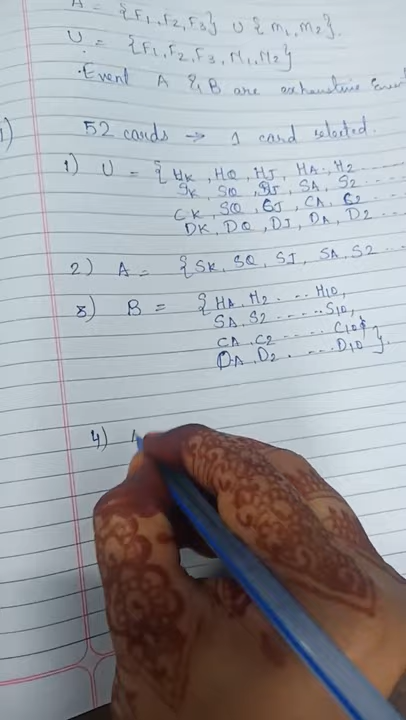 A = {F1, F2, F3} ∪ {M1, M2}.
U = {F1, F2, F3, M1, M2}
· Event A & B are exhaustive
1) 52 cards → 1 card selected.
1) U = {HK, HQ, HJ, HA, H2 .....
SK, SQ, SJ, SA, S2 ....
CK, SQ, CJ, CA, C2 ....
DK, DQ, DJ, DA, D2 ....
2) A = {SK, SQ, SJ, SA, S2 ....
3) B = {HA, H2 .... H10,
SA, S2 ..... S10,
CA, C2 ..... C10
DA, D2 ..... D10}.
4) A